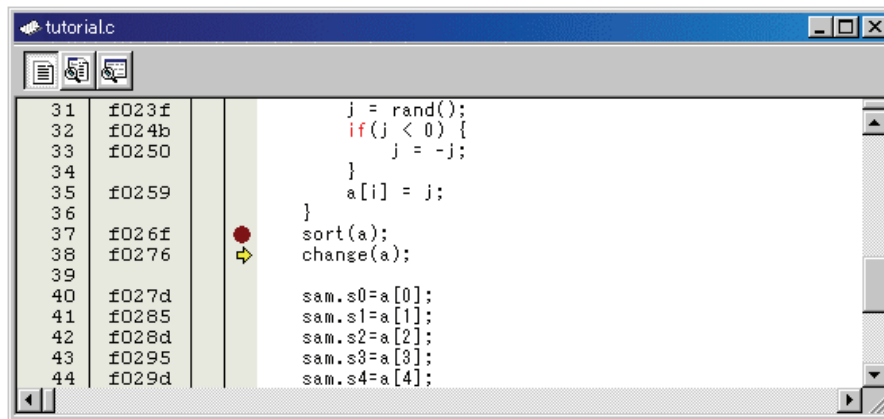 tutorial.c
31 f023f j = rand();
32 f024b if(j < 0) {
33 f0250 j = -j;
34 }
35 f0259 a[i] = j;
36 }
37 f026f sort(a);
38 f0276 change(a);
39
40 f027d sam.s0=a[0];
41 f0285 sam.s1=a[1];
42 f028d sam.s2=a[2];
43 f0295 sam.s3=a[3];
44 f029d sam.s4=a[4];